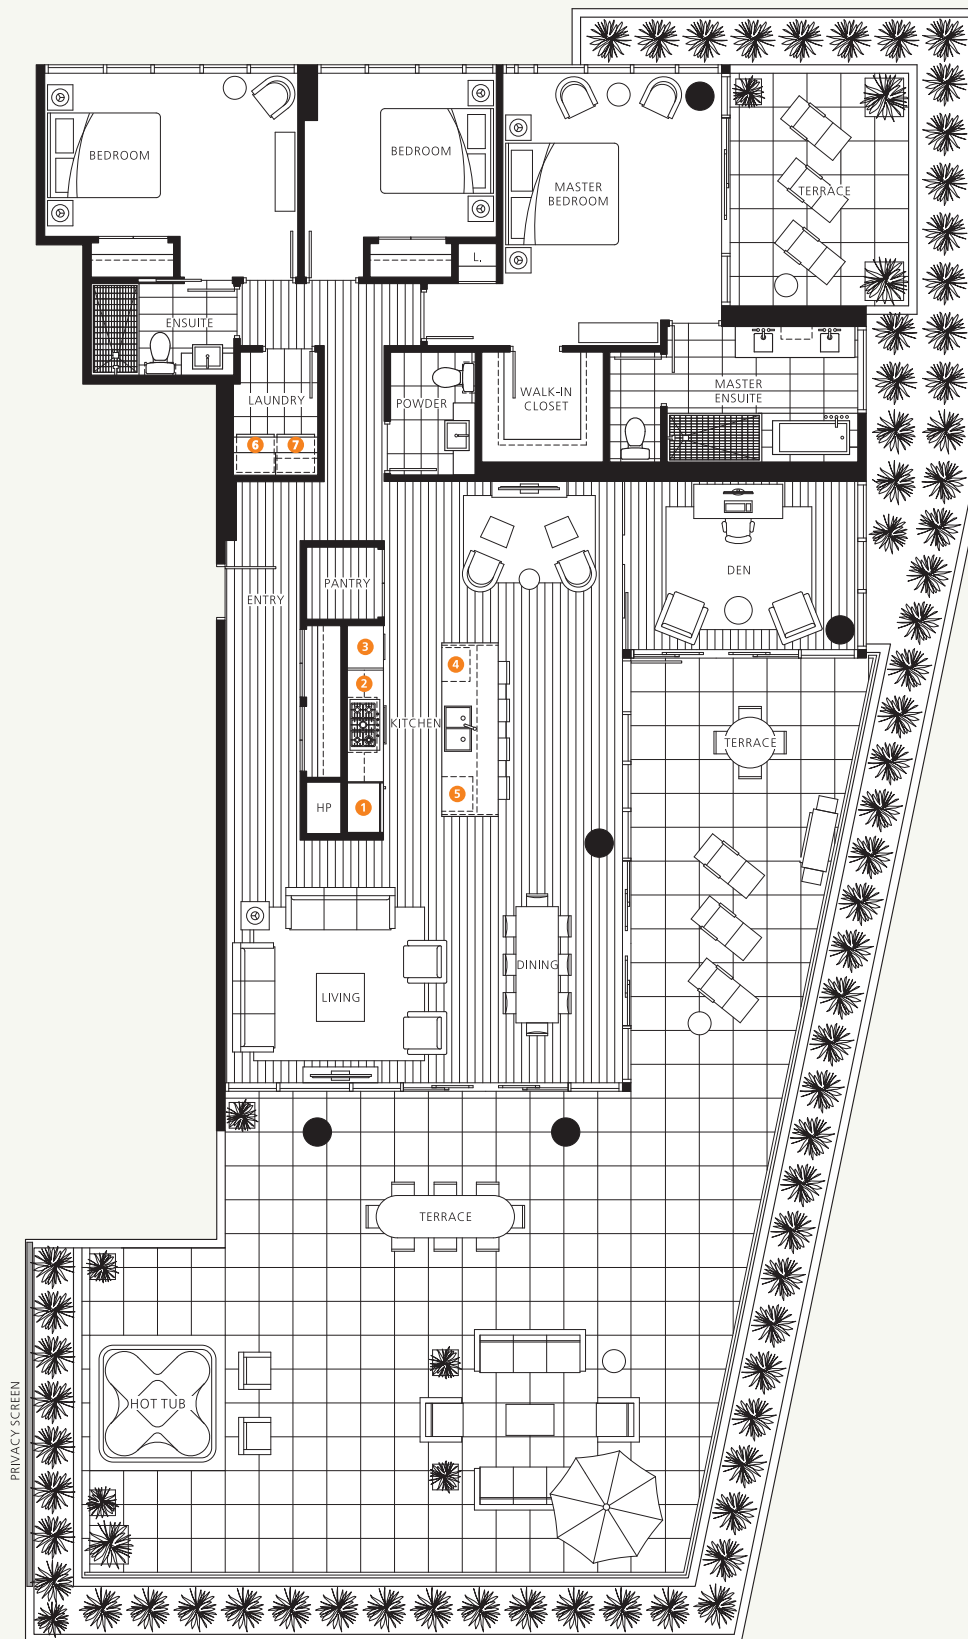 BEDROOM
BEDROOM
MASTER
BEDROOM
TERRACE
L.
ENSUITE
LAUNDRY
POWDER
WALK-IN
CLOSET
MASTER
ENSUITE
6
7
PANTRY
ENTRY
DEN
3
4
2
KITCHEN
TERRACE
5
HP
1
DINING
LIVING
TERRACE
HOT TUB
PRIVACY SCREEN